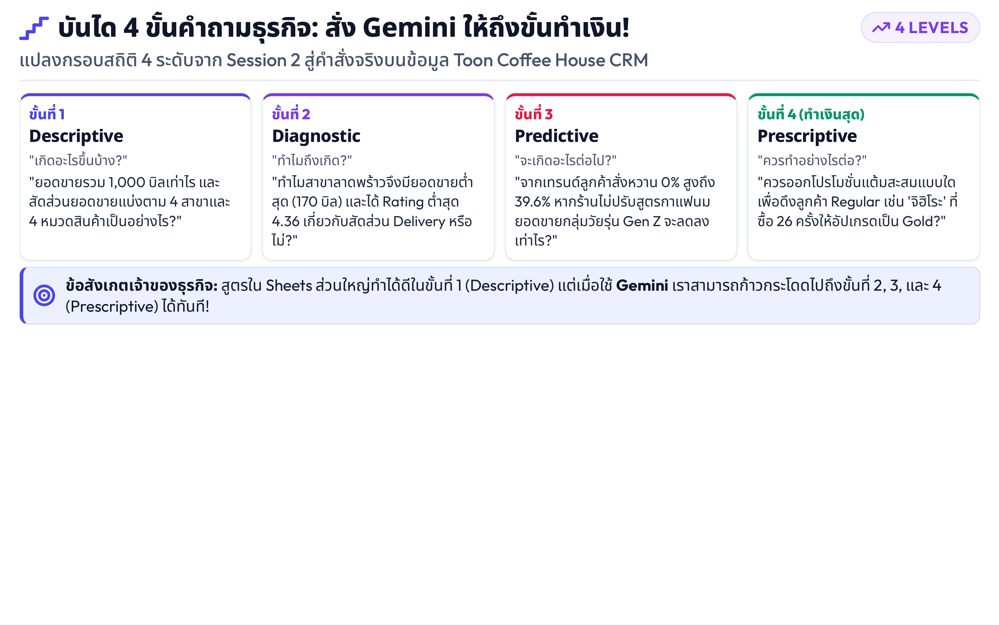 บันได 4 ขั้นคำถามธุรกิจ: สั่ง Gemini ให้ถึงขั้นทำเงิน!
4 LEVELS
แปลงกรอบสถิติ 4 ระดับจาก Session 2 สู่คำสั่งจริงบนข้อมูล Toon Coffee House CRM
ขั้นที่ 1
Descriptive
"เกิดอะไรขึ้นบ้าง?"
"ยอดขายรวม 1,000 บิลเท่าไร และ
สัดส่วนยอดขายแบ่งตาม 4 สาขาและ
4 หมวดสินค้าเป็นอย่างไร?"
ขั้นที่ 2
Diagnostic
"ทำไมถึงเกิด?"
"ทำไมสาขาลาดพร้าวจึงมียอดขายต่ำ
สุด (170 บิล) และได้ Rating ต่ำสุด
4.36 เกี่ยวกับสัดส่วน Delivery หรือ
ไม่?"
ขั้นที่ 3
Predictive
"จะเกิดอะไรต่อไป?"
"จากเทรนด์ลูกค้าสั่งหวาน 0% สูงถึง
39.6% หากร้านไม่ปรับสูตรกาแฟนม
ยอดขายกลุ่มวัยรุ่น Gen Z จะลดลง
เท่าไร?"
ขั้นที่ 4 (ทำเงินสุด)
Prescriptive
"ควรทำอย่างไรต่อ?"
"ควรออกโปรโมชั่นแต้มสะสมแบบใด
เพื่อดึงลูกค้า Regular เช่น 'จิฮิโระ' ที่
ซื้อ 26 ครั้งให้อัปเกรดเป็น Gold?"
ข้อสังเกตเจ้าของธุรกิจ: สูตรใน Sheets ส่วนใหญ่ทำได้ดีในขั้นที่ 1 (Descriptive) แต่เมื่อใช้ Gemini เราสามารถก้าวกระโดดไปถึงขั้นที่ 2, 3, และ 4
(Prescriptive) ได้ทันที!